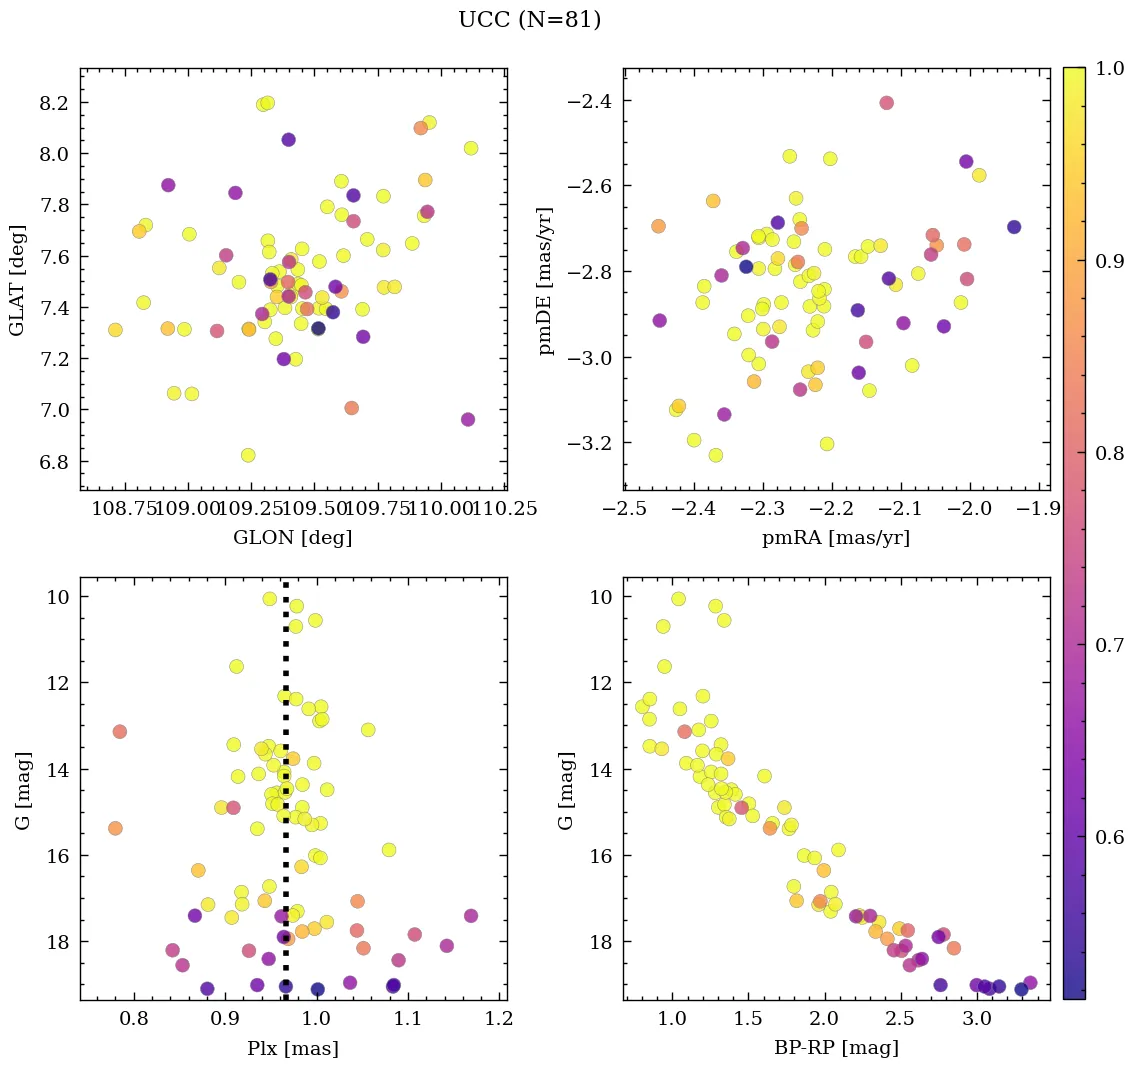 UCC (N=81)
8.2
8.0
7.8
7.6
7.4
7.2
7.0
6.8
GLAT [deg]
108.75 109.00 109.25 109.50 109.75 110.00 110.25
GLON [deg]
−2.4
−2.6
−2.8
−3.0
−3.2
pmDE [mas/yr]
−2.5 −2.4 −2.3 −2.2 −2.1 −2.0 −1.9
pmRA [mas/yr]
1.0
0.9
0.8
0.7
0.6
10
12
14
16
18
G [mag]
0.8 0.9 1.0 1.1 1.2
Plx [mas]
10
12
14
16
18
G [mag]
1.0 1.5 2.0 2.5 3.0
BP-RP [mag]